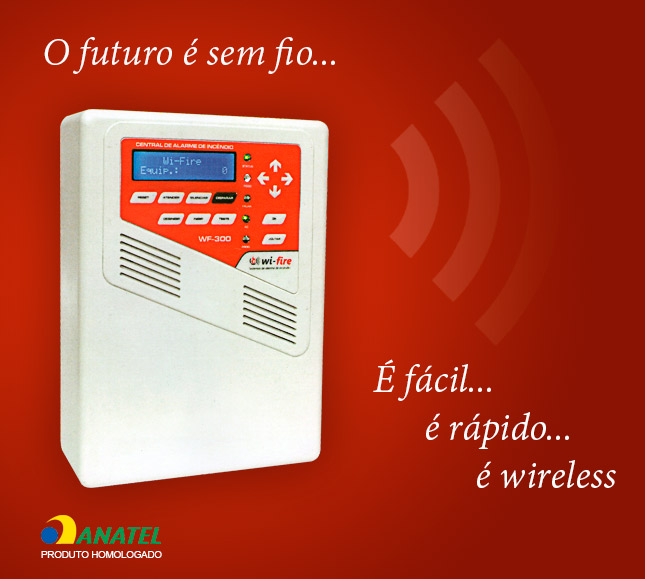 O futuro é sem fio...
CENTRAL DE ALARME DE INCÊNDIO
Wi-Fire
Equip.: 0
WF-300
wi-fire
É fácil...
é rápido...
é wireless
ANATEL
PRODUTO HOMOLOGADO